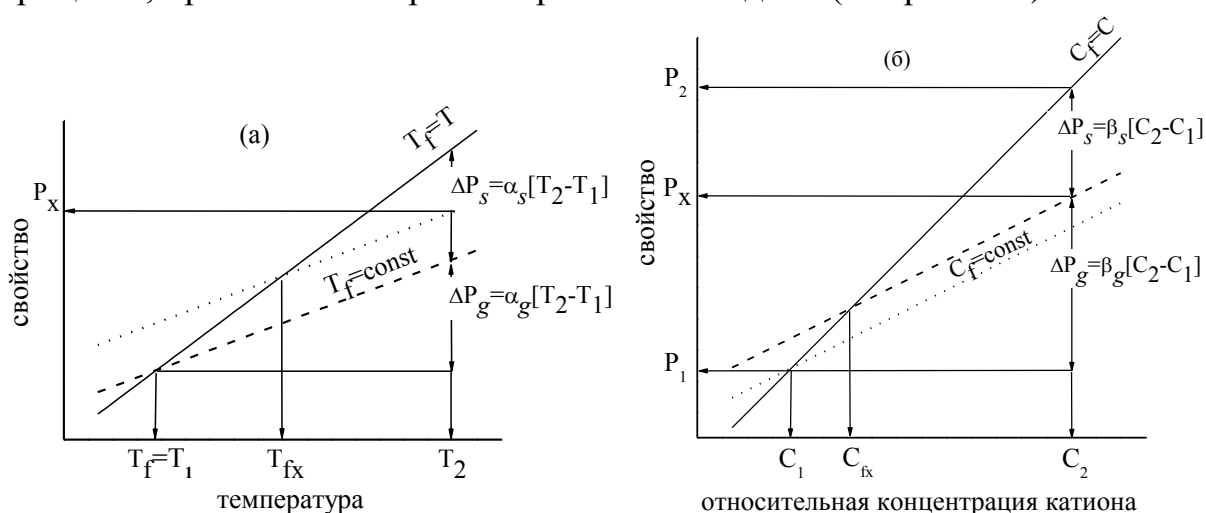 (а)
T_f=T
P_x
ΔP_s=α_s[T_2-T_1]
T_f=const
ΔP_g=α_g[T_2-T_1]
свойство
T_f=T_1
T_fx
T_2
температура
(б)
C_f=C
P_2
ΔP_s=β_s[C_2-C_1]
P_x
C_f=const
ΔP_g=β_g[C_2-C_1]
свойство
P_1
C_1
C_fx
C_2
относительная концентрация катиона